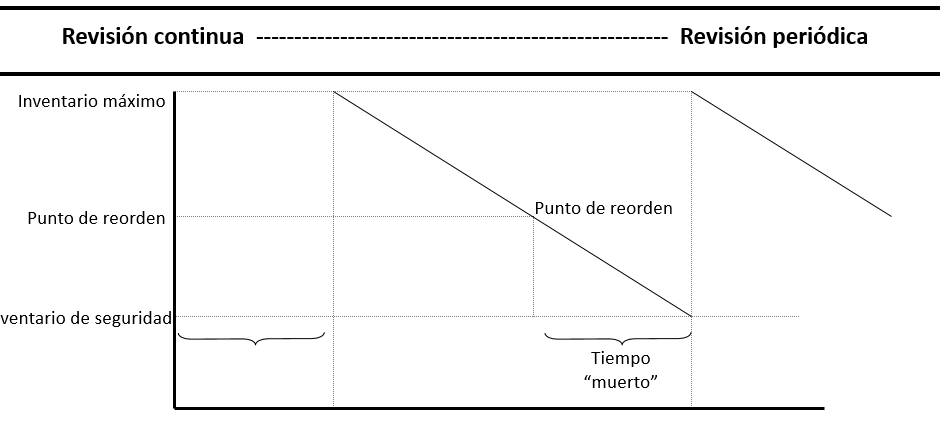 Revisión continua ------------------------------------------------------- Revisión periódica
Inventario máximo
Punto de reorden
Punto de reorden
ventario de seguridad
Tiempo
“muerto”